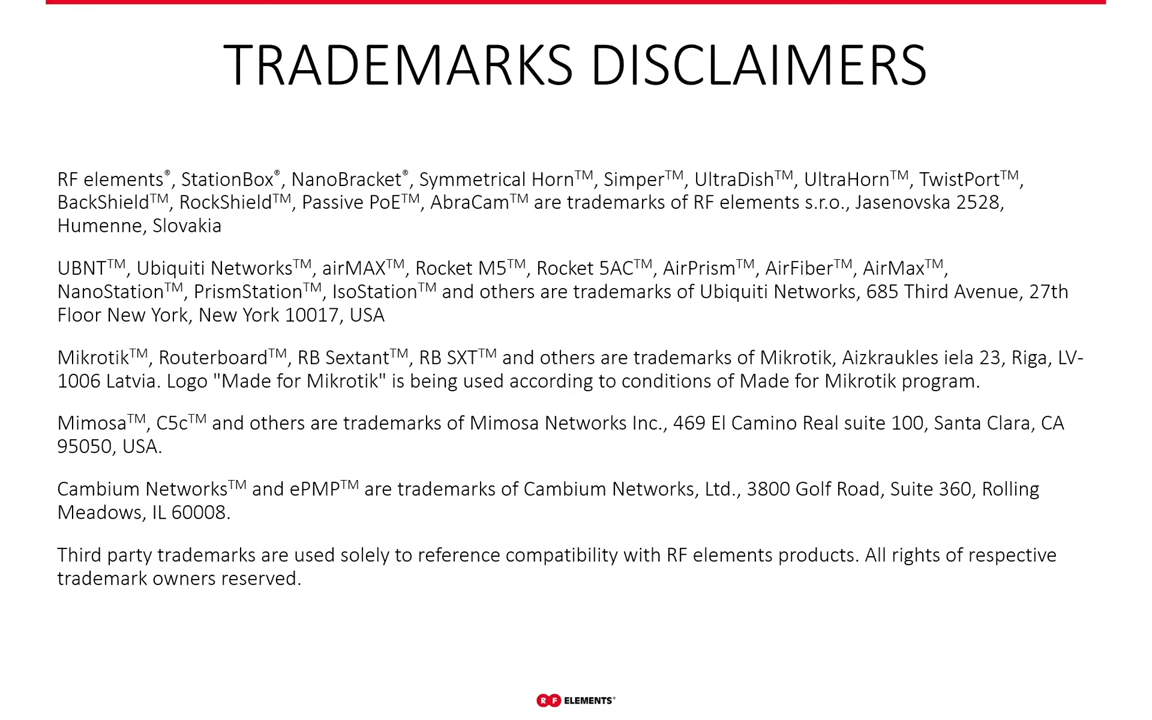 TRADEMARKS DISCLAIMERS
RF elements®, StationBox®, NanoBracket®, Symmetrical Horn™, Simper™, UltraDish™, UltraHorn™, TwistPort™,
BackShield™, RockShield™, Passive PoE™, AbraCam™ are trademarks of RF elements s.r.o., Jasenovska 2528,
Humenne, Slovakia
UBNT™, Ubiquiti Networks™, airMAX™, Rocket M5™, Rocket 5AC™, AirPrism™, AirFiber™, AirMax™,
NanoStation™, PrismStation™, IsoStation™ and others are trademarks of Ubiquiti Networks, 685 Third Avenue, 27th
Floor New York, New York 10017, USA
Mikrotik™, Routerboard™, RB Sextant™, RB SXT™ and others are trademarks of Mikrotik, Aizkraukles iela 23, Riga, LV-
1006 Latvia. Logo "Made for Mikrotik" is being used according to conditions of Made for Mikrotik program.
Mimosa™, C5c™ and others are trademarks of Mimosa Networks Inc., 469 El Camino Real suite 100, Santa Clara, CA
95050, USA.
Cambium Networks™ and ePMP™ are trademarks of Cambium Networks, Ltd., 3800 Golf Road, Suite 360, Rolling
Meadows, IL 60008.
Third party trademarks are used solely to reference compatibility with RF elements products. All rights of respective
trademark owners reserved.
RF ELEMENTS®